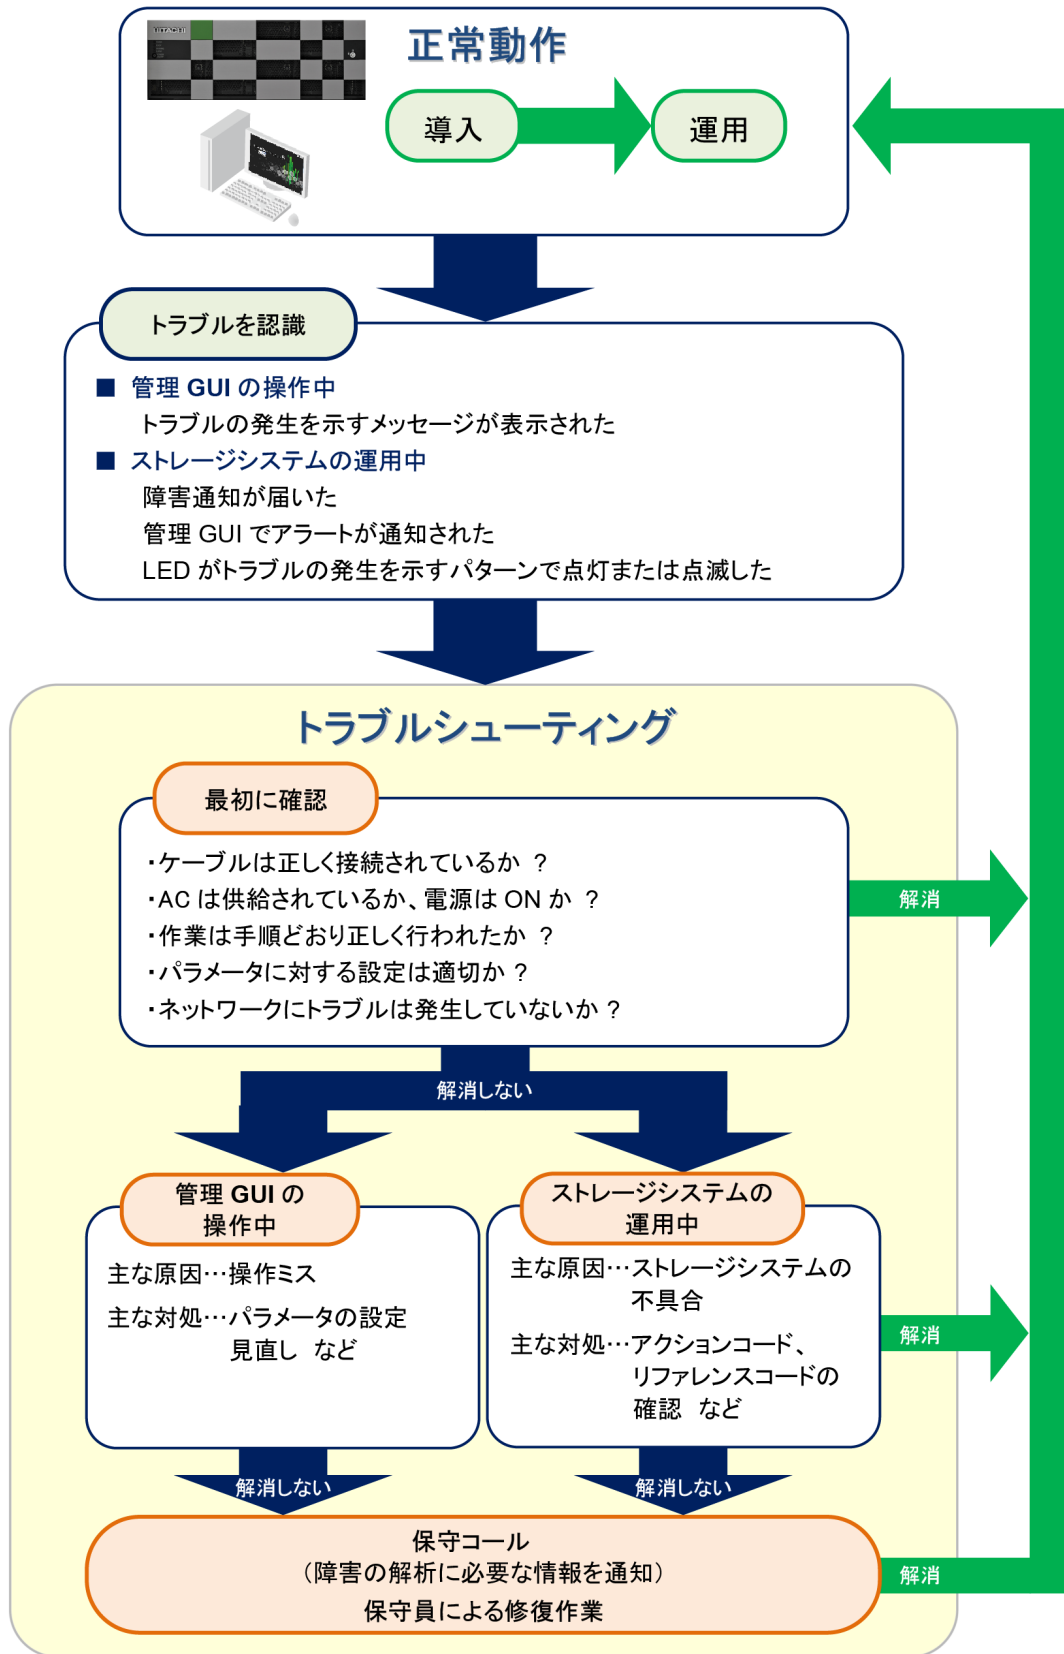 HITACHI
正常動作
導入
運用
トラブルを認識
■ 管理 GUI の操作中
トラブルの発生を示すメッセージが表示された
■ ストレージシステムの運用中
障害通知が届いた
管理 GUI でアラートが通知された
LED がトラブルの発生を示すパターンで点灯または点滅した
トラブルシューティング
最初に確認
・ケーブルは正しく接続されているか ?
・AC は供給されているか、電源は ON か ?
・作業は手順どおり正しく行われたか ?
・パラメータに対する設定は適切か ?
・ネットワークにトラブルは発生していないか ?
解消
解消しない
管理 GUI の
操作中
主な原因…操作ミス
主な対処…パラメータの設定
見直し など
ストレージシステムの
運用中
主な原因…ストレージシステムの
不具合
主な対処…アクションコード、
リファレンスコードの
確認 など
解消
解消しない
解消しない
保守コール
（障害の解析に必要な情報を通知）
保守員による修復作業
解消